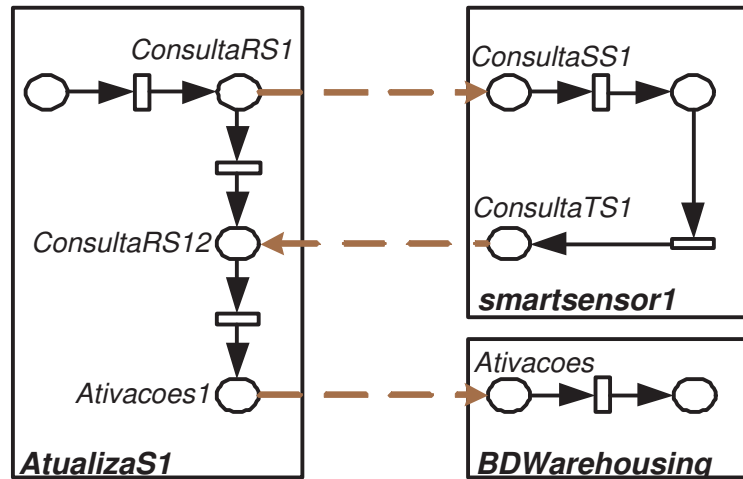 ConsultaRS1
ConsultaSS1
ConsultaRS12
ConsultaTS1
smartsensor1
Ativacoes1
Ativacoes
AtualizaS1
BDWarehousing